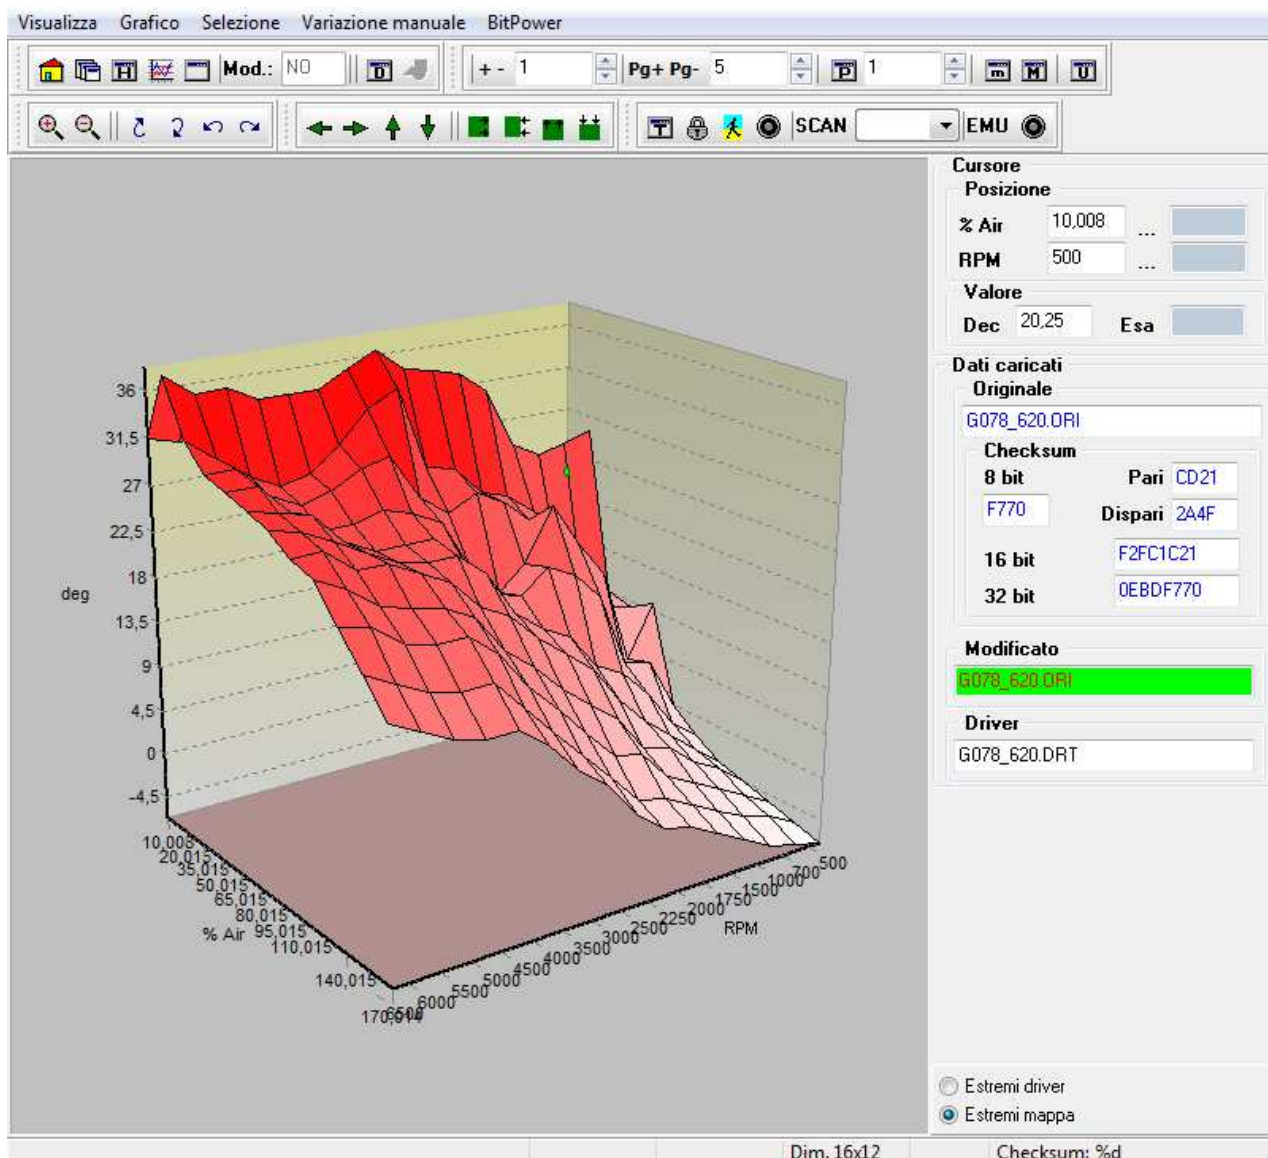 Visualizza Grafico Selezione Variazione manuale BitPower
Mod.: NO D + - 1 Pg+ Pg- 5 P 1 m M U
T SCAN EMU
Cursore
Posizione
% Air 10,008 ...
RPM 500 ...
Valore
Dec 20,25 Esa
Dati caricati
Originale
G078_620.ORI
Checksum
8 bit Pari CD21
F770 Dispari 2A4F
16 bit F2FC1C21
32 bit 0EBDF770
Modificato
G078_620.ORI
Driver
G078_620.DRT
36
31,5
27
22,5
18
deg
13,5
9
4,5
0
-4,5
10,008
20,015
35,015
50,015
65,015
80,015
95,015
110,015
140,015
170,014
% Air
6500
6000
5500
5000
4500
4000
3500
3000
2500
2250
2000
1750
1500
1000
700
500
RPM
Estremi driver
Estremi mappa
Dim. 16x12 Checksum: %d